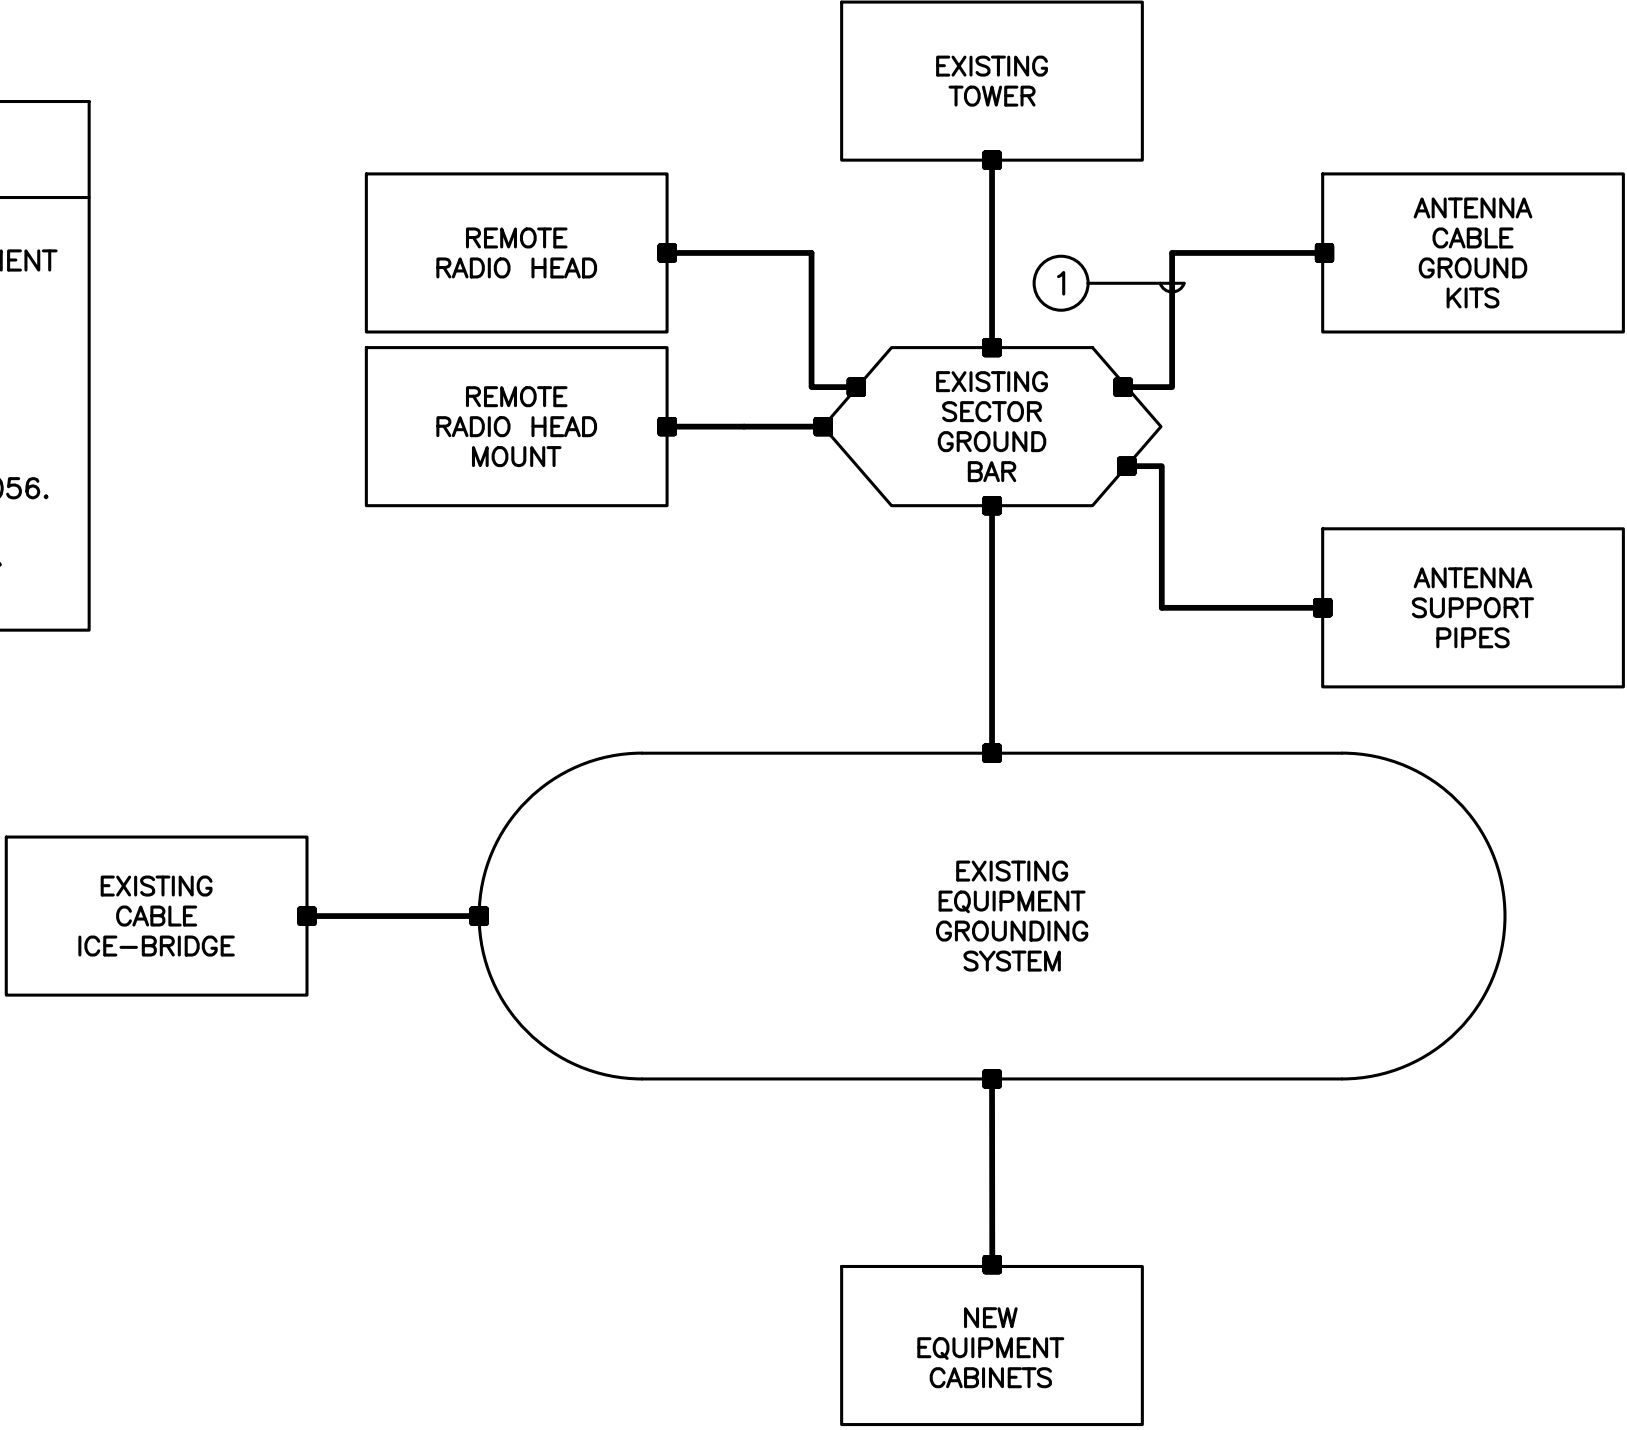 EXISTING
TOWER
REMOTE
RADIO HEAD
1
ANTENNA
CABLE
GROUND
KITS
REMOTE
RADIO HEAD
MOUNT
EXISTING
SECTOR
GROUND
BAR
056.
ANTENNA
SUPPORT
PIPES
EXISTING
CABLE
ICE-BRIDGE
EXISTING
EQUIPMENT
GROUNDING
SYSTEM
NEW
EQUIPMENT
CABINETS